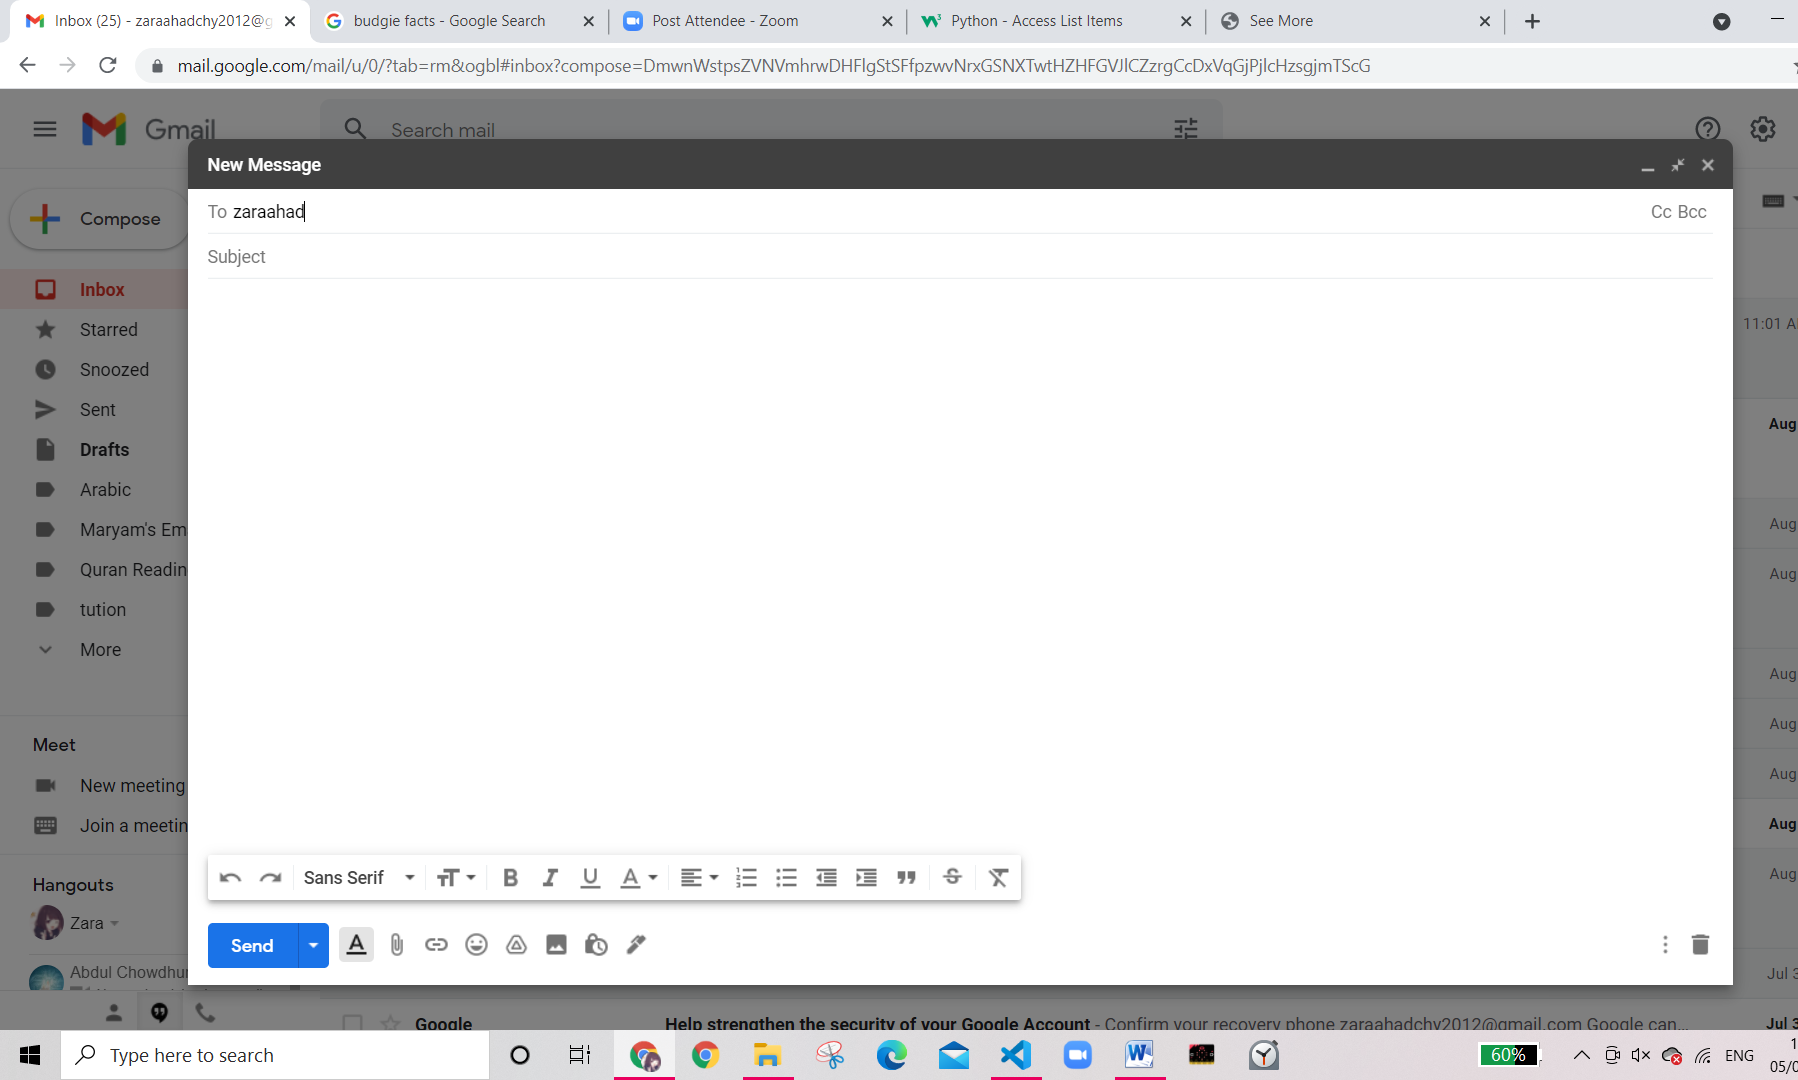 Inbox (25) - zaraahadchy2012@g
budgie facts - Google Search
Post Attendee - Zoom
Python - Access List Items
See More
mail.google.com/mail/u/0/?tab=rm&ogbl#inbox?compose=DmwnWstpsZVNVmhrwDHFlgStSFfpzwvNrxGSNXTwtHZHFGVJlCZzrgCcDxVqGjPjlcHzsgjmTScG
Gmail
Search mail
New Message
To zaraahad
Cc Bcc
Compose
Subject
Inbox
11:01 A
Starred
Snoozed
Sent
Aug
Drafts
Arabic
Maryam's Em
Aug
Quran Readin
Aug
tution
More
Aug
Aug
Meet
Aug
New meeting
Join a meetin
Aug
Hangouts
Aug
Sans Serif
B I U A
Zara
Send
Abdul Chowdhur
Jul 3
Google
Help strengthen the security of your Google Account - Confirm your recovery phone zaraahadchy2012@gmail.com Google can...
Jul 3
Type here to search
60%
ENG
05/0